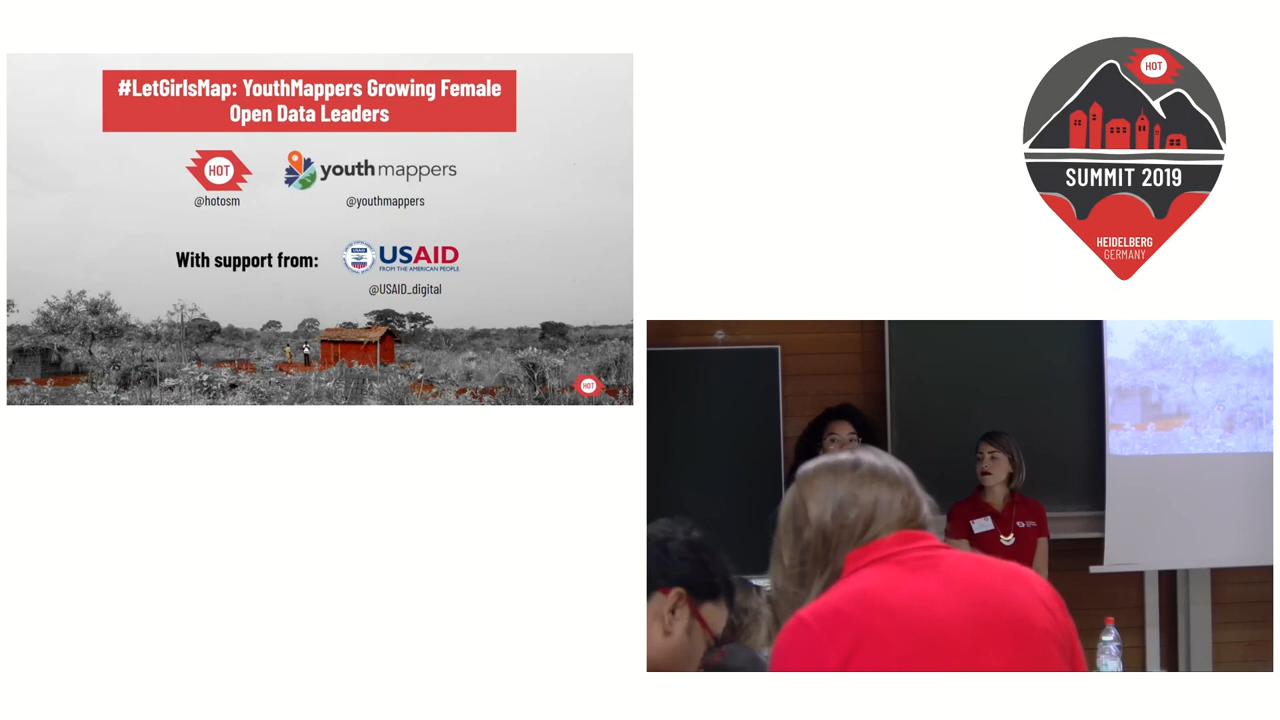 #LetGirlsMap: YouthMappers Growing Female
Open Data Leaders
HOT
youthmappers
@hotosm
@youthmappers
With support from:
USAID
FROM THE AMERICAN PEOPLE
@USAID_digital
HOT
HOT
SUMMIT 2019
HEIDELBERG
GERMANY